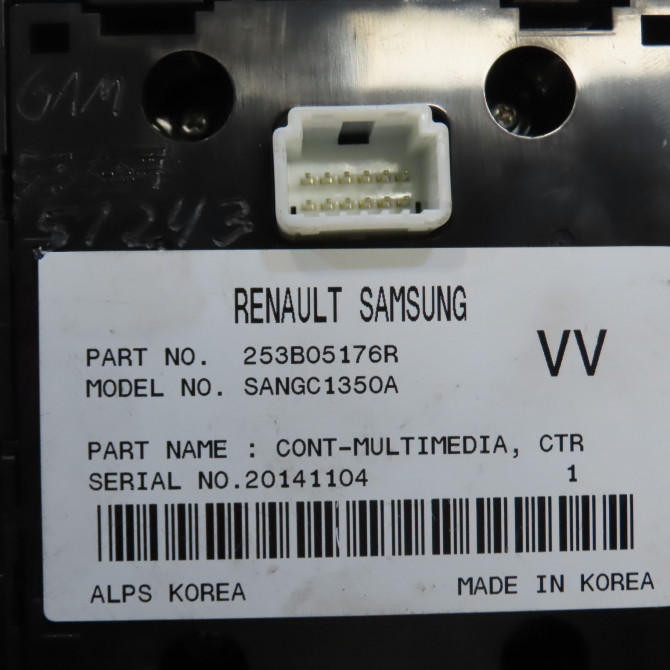 GAM
51243
RENAULT SAMSUNG
PART NO. 253B05176R
VV
MODEL NO. SANGC1350A
PART NAME : CONT-MULTIMEDIA, CTR
SERIAL NO.20141104 1
ALPS KOREA MADE IN KOREA